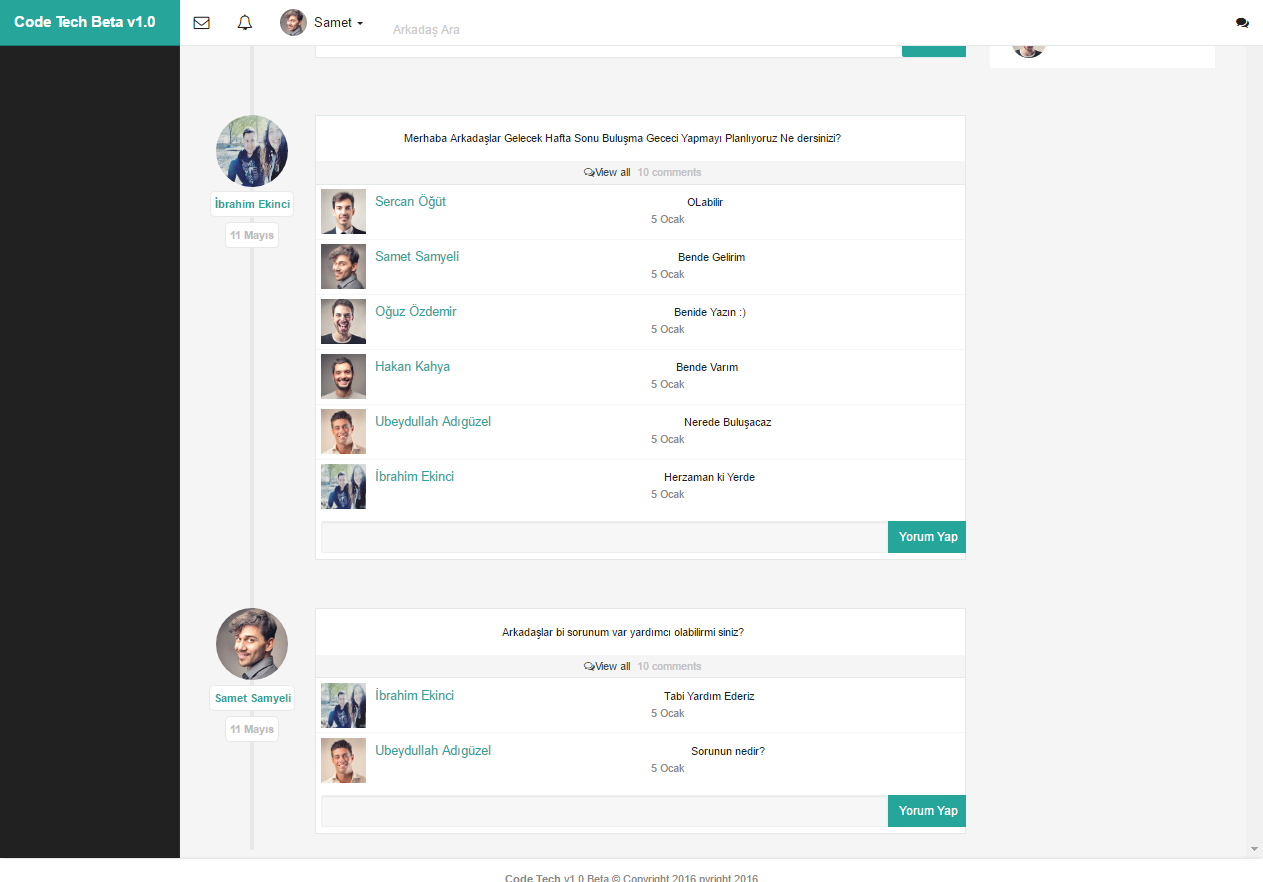 Code Tech Beta v1.0
Samet
Arkadaş Ara
İbrahim Ekinci
11 Mayıs
Merhaba Arkadaşlar Gelecek Hafta Sonu Buluşma Gececi Yapmayı Planlıyoruz Ne dersinizi?
View all 10 comments
Sercan Öğüt
OLabilir
5 Ocak
Samet Samyeli
Bende Gelirim
5 Ocak
Oğuz Özdemir
Benide Yazın :)
5 Ocak
Hakan Kahya
Bende Varım
5 Ocak
Ubeydullah Adıgüzel
Nerede Buluşacaz
5 Ocak
İbrahim Ekinci
Herzaman ki Yerde
5 Ocak
Yorum Yap
Samet Samyeli
11 Mayıs
Arkadaşlar bi sorunum var yardımcı olabilirmi siniz?
View all 10 comments
İbrahim Ekinci
Tabi Yardım Ederiz
5 Ocak
Ubeydullah Adıgüzel
Sorunun nedir?
5 Ocak
Yorum Yap
Code Tech v1.0 Beta © Copyright 2016 pyright 2016